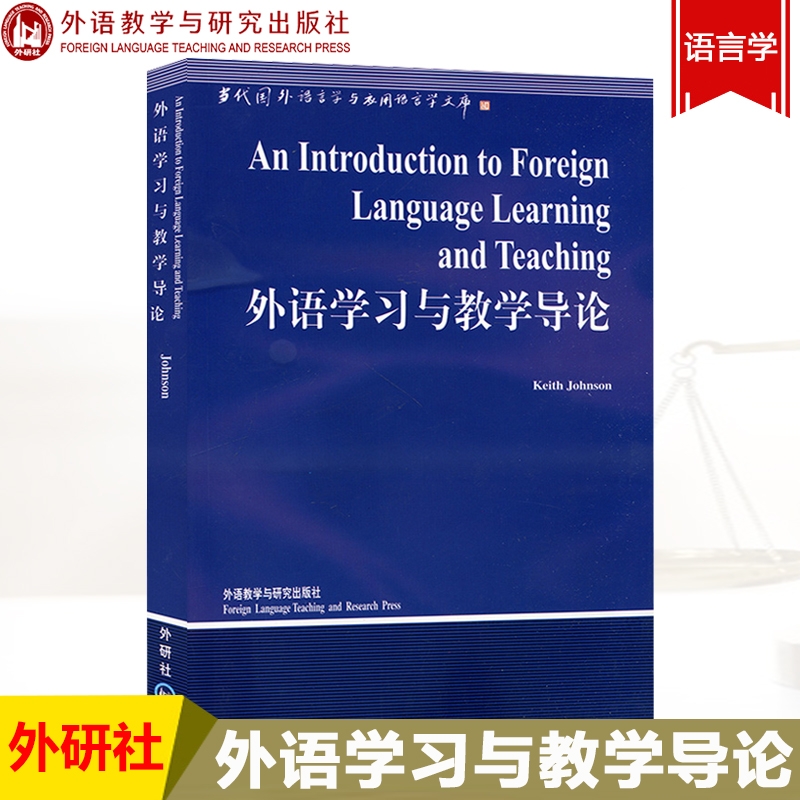 外语教学与研究出版社
FOREIGN LANGUAGE TEACHING AND RESEARCH PRESS
外研社
语言学
当代国外语言学与应用语言学文库
An Introduction to Foreign
Language Learning
and Teaching
外语学习与教学导论
Keith Johnson
外语教学与研究出版社
Foreign Language Teaching and Research Press
An Introduction to Foreign Language Learning and Teaching
外语学习与教学导论
Johnson
外研社
外研社
外语学习与教学导论